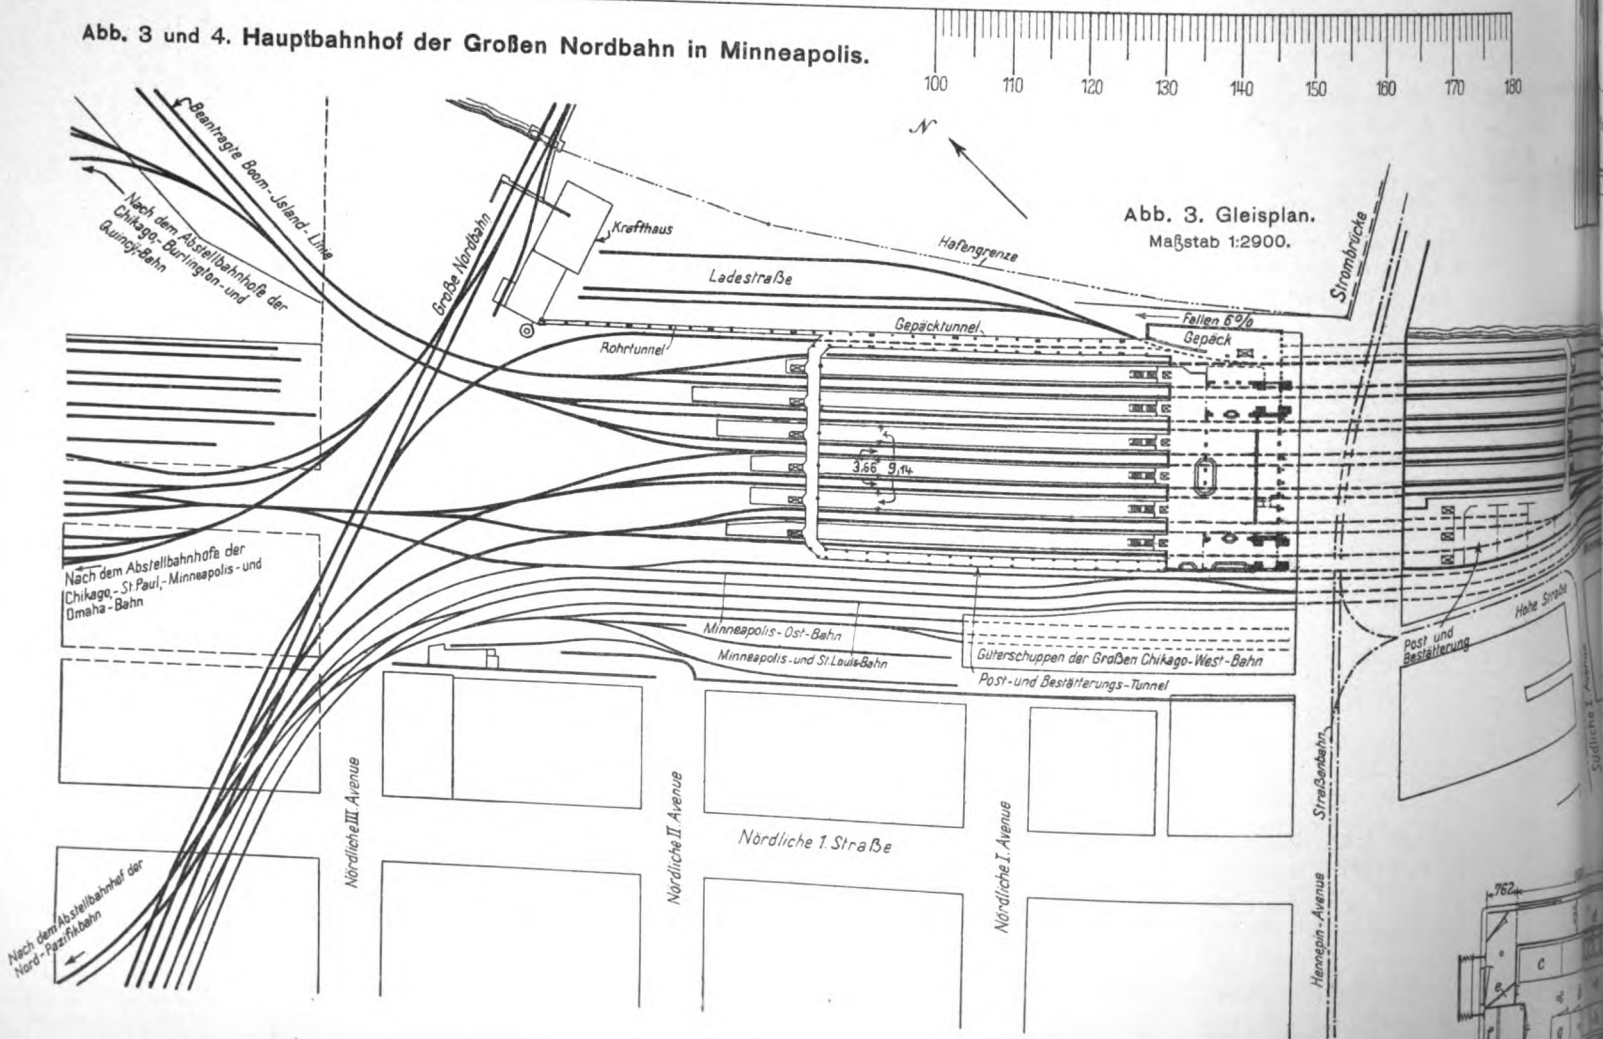 Abb. 3 und 4. Hauptbahnhof der Großen Nordbahn in Minneapolis.
100 110 120 130 140 150 160 170 180
N
Abb. 3. Gleisplan.
Maßstab 1:2900.
Beantragte Boom-Jsland-Linie
Nach dem Abstellbahnhofe der
Chikago,-Burlington-und
Quincy,-Bahn
Große Nordbahn
Krafthaus
Ladestraße
Hafengrenze
Strombrücke
Fallen 6%
Gepäck
Gepäcktunnel
Rohrtunnel
3,66 9,14
Nach dem Abstellbahnhofe der
Chikago,-St.Paul,-Minneapolis-und
Omaha-Bahn
Minneapolis-Ost-Bahn
Minneapolis-und St.Louis-Bahn
Güterschuppen der Großen Chikago-West-Bahn
Post-und Bestätterungs-Tunnel
Post und
Bestätterung
Hohe Straße
Südliche I. Avenue
Nördliche III. Avenue
Nördliche II. Avenue
Nördliche 1. Straße
Nördliche I. Avenue
Hennepin-Avenue Straßenbahn
Nach dem Abstellbahnhof der
Nord-Pazifikbahn
762
c
e